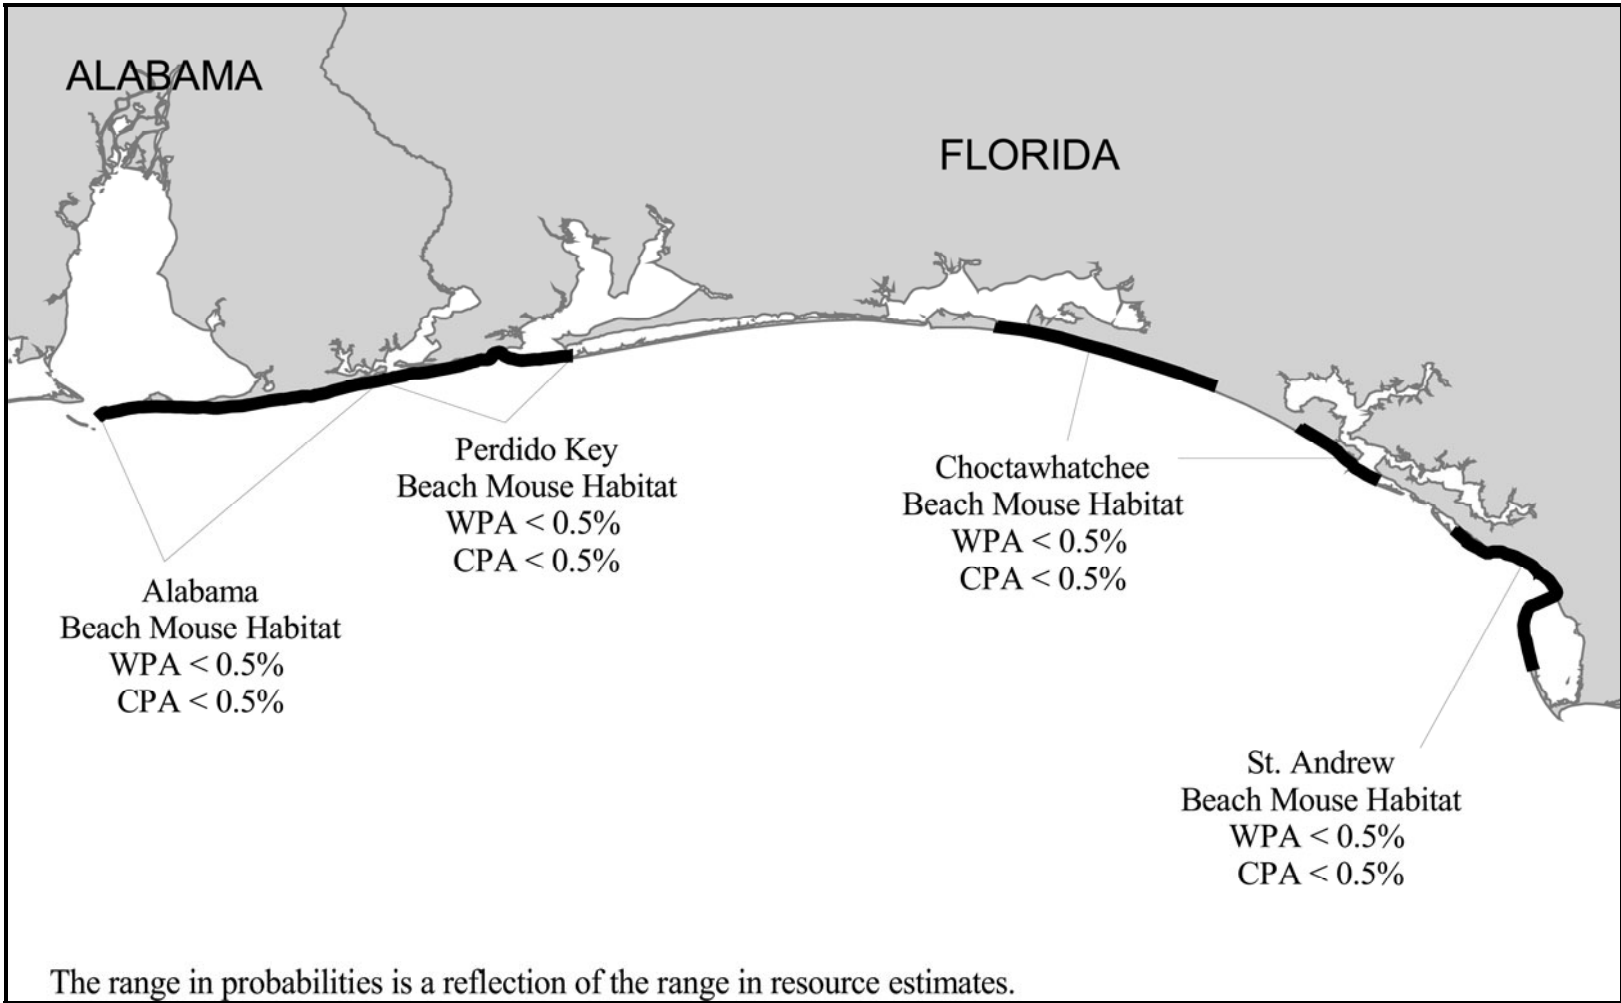 ALABAMA
FLORIDA
Perdido Key
Beach Mouse Habitat
WPA < 0.5%
CPA < 0.5%
Choctawhatchee
Beach Mouse Habitat
WPA < 0.5%
CPA < 0.5%
Alabama
Beach Mouse Habitat
WPA < 0.5%
CPA < 0.5%
St. Andrew
Beach Mouse Habitat
WPA < 0.5%
CPA < 0.5%
The range in probabilities is a reflection of the range in resource estimates.